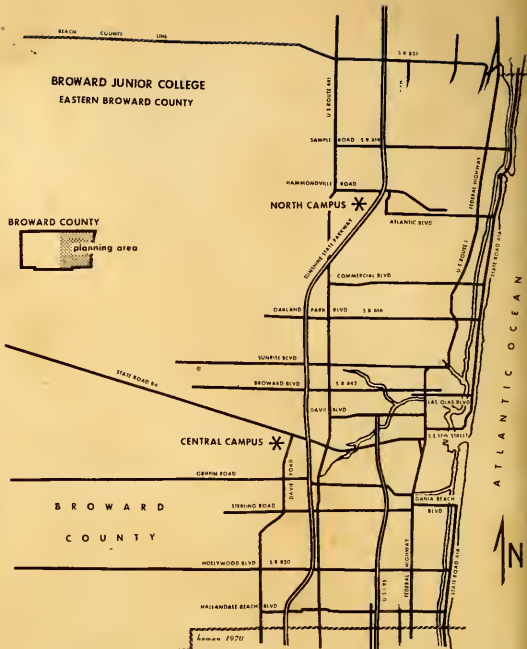 BEACH COUNTY LINE
S R 827
BROWARD JUNIOR COLLEGE
EASTERN BROWARD COUNTY
U S ROUTE 441
SAMPLE ROAD S R
HAMMONDVILLE ROAD
FEDERAL HIGHWAY
NORTH CAMPUS
ATLANTIC BLVD
STATE ROAD A1A
BROWARD COUNTY
planning area
SUNSHINE STATE PARKWAY
U S ROUTE 1
COMMERCIAL BLVD
OAKLAND PARK BLVD S R
ATLANTIC OCEAN
SUNRISE BLVD
STATE ROAD 84
BROWARD BLVD S R 842
LAS OLAS BLVD
DAVIE BLVD
S E 17th STREET
CENTRAL CAMPUS
GRIFFIN ROAD
DAVIE ROAD
DANIA BEACH
BLVD
STERLING ROAD
BROWARD
COUNTY
N
HOLLYWOOD BLVD S R 820
U S I-95
FEDERAL HIGHWAY
STATE ROAD A1A
HALLANDALE BEACH BLVD
homan 1970